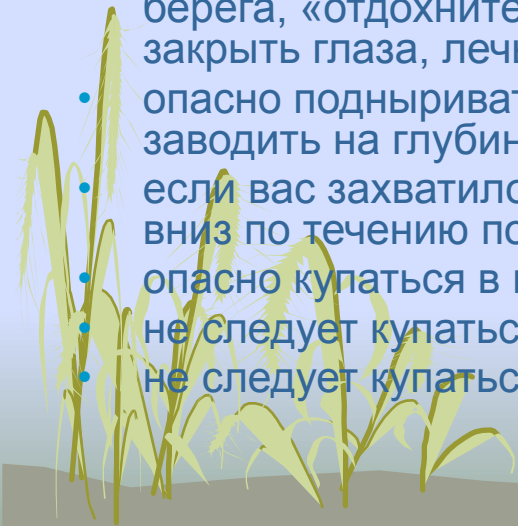 берега, «отдохните
закрыть глаза, лечь
• опасно подныриват
заводить на глубин
• если вас захватило
вниз по течению по
• опасно купаться в
• не следует купатьс
• не следует купатьс